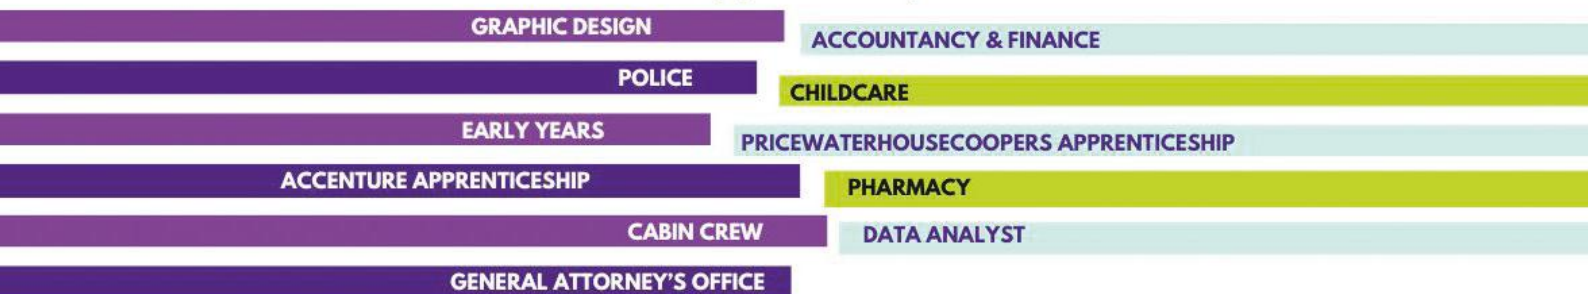 GRAPHIC DESIGN
ACCOUNTANCY & FINANCE
POLICE
CHILDCARE
EARLY YEARS
PRICEWATERHOUSECOOPERS APPRENTICESHIP
ACCENTURE APPRENTICESHIP
PHARMACY
CABIN CREW
DATA ANALYST
GENERAL ATTORNEY'S OFFICE